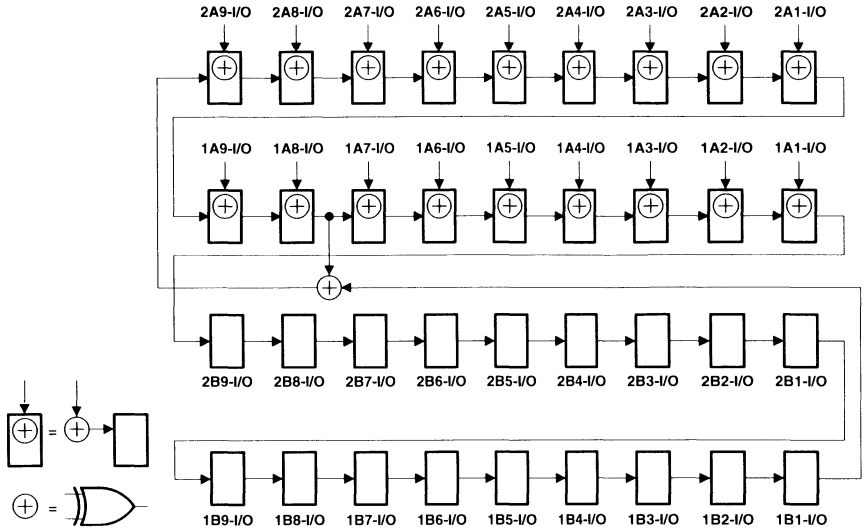 2A9-I/O 2A8-I/O 2A7-I/O 2A6-I/O 2A5-I/O 2A4-I/O 2A3-I/O 2A2-I/O 2A1-I/O
1A9-I/O 1A8-I/O 1A7-I/O 1A6-I/O 1A5-I/O 1A4-I/O 1A3-I/O 1A2-I/O 1A1-I/O
2B9-I/O 2B8-I/O 2B7-I/O 2B6-I/O 2B5-I/O 2B4-I/O 2B3-I/O 2B2-I/O 2B1-I/O
=
=
1B9-I/O 1B8-I/O 1B7-I/O 1B6-I/O 1B5-I/O 1B4-I/O 1B3-I/O 1B2-I/O 1B1-I/O